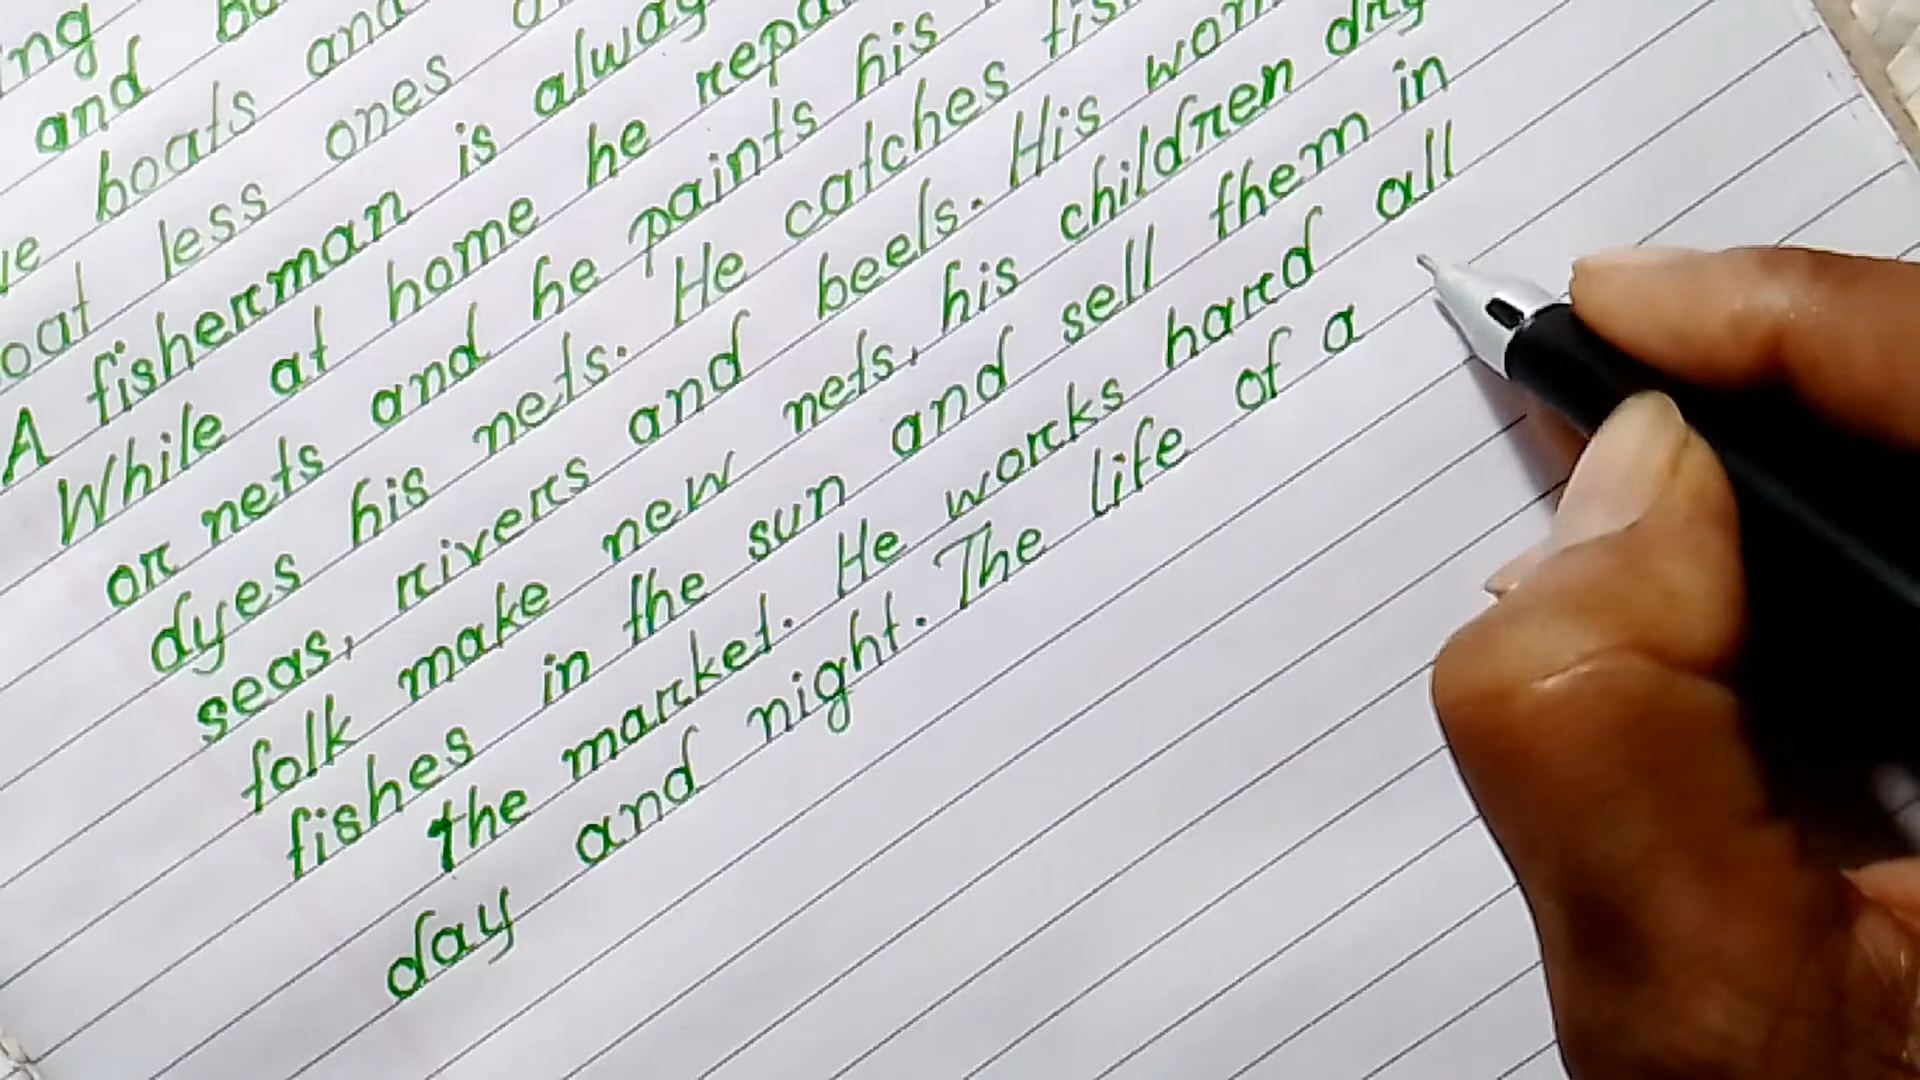 ing
and
boats and
oat less ones
A fisherman is alway
While at home he repa
or nets and he paints his
dyes his nets. He catches fis
seas, rivers and beels. His wor
folk make new nets, his children dry
fishes in the sun and sell them in
the market. He works hard all
day and night. The life of a